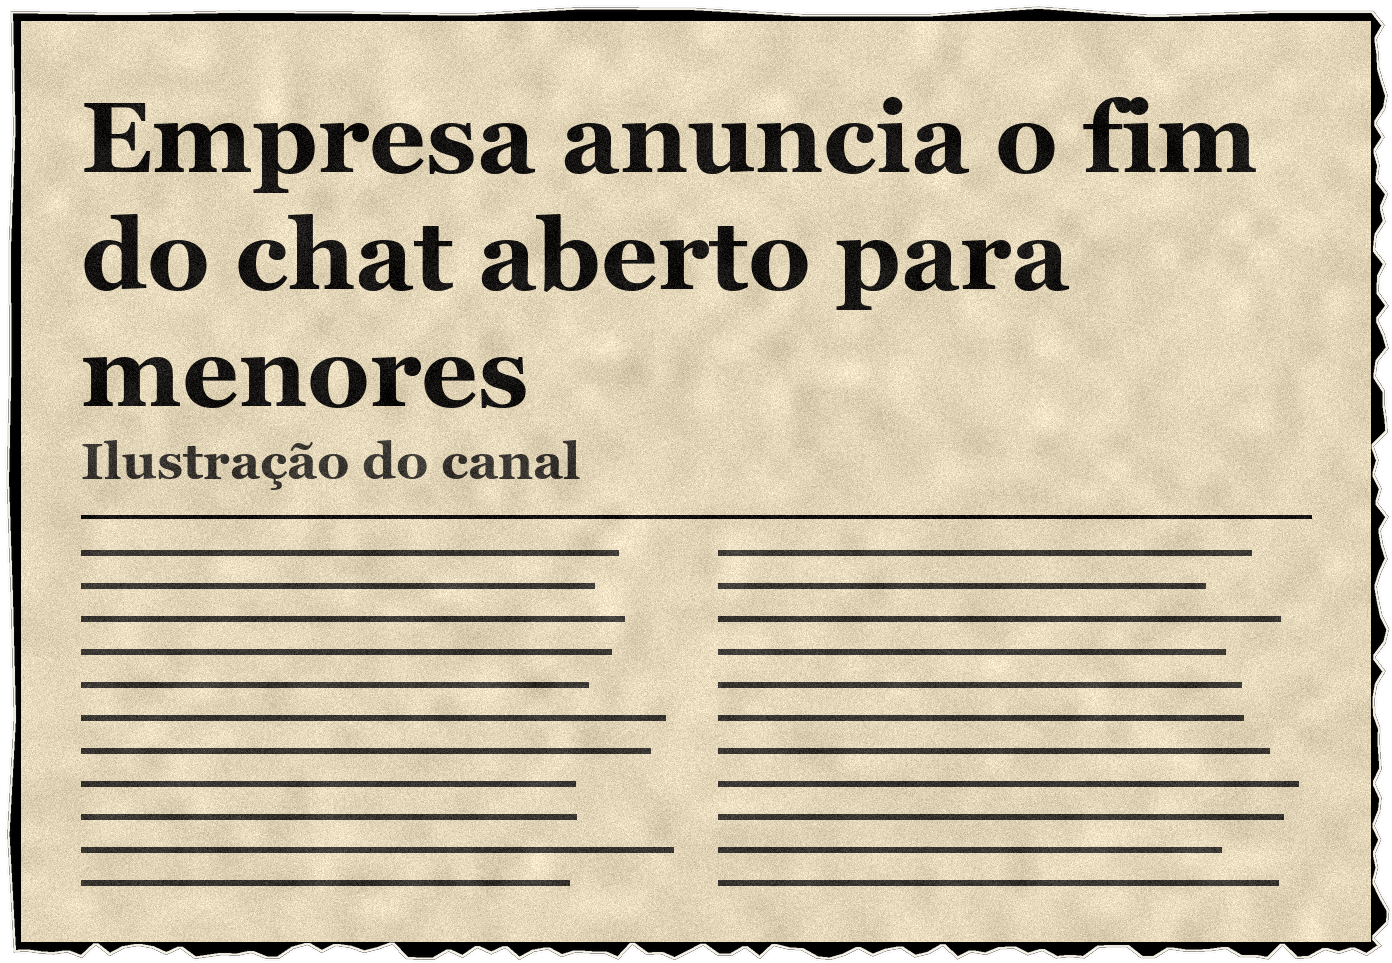 Empresa anuncia o fim
do chat aberto para
menores
Ilustração do canal